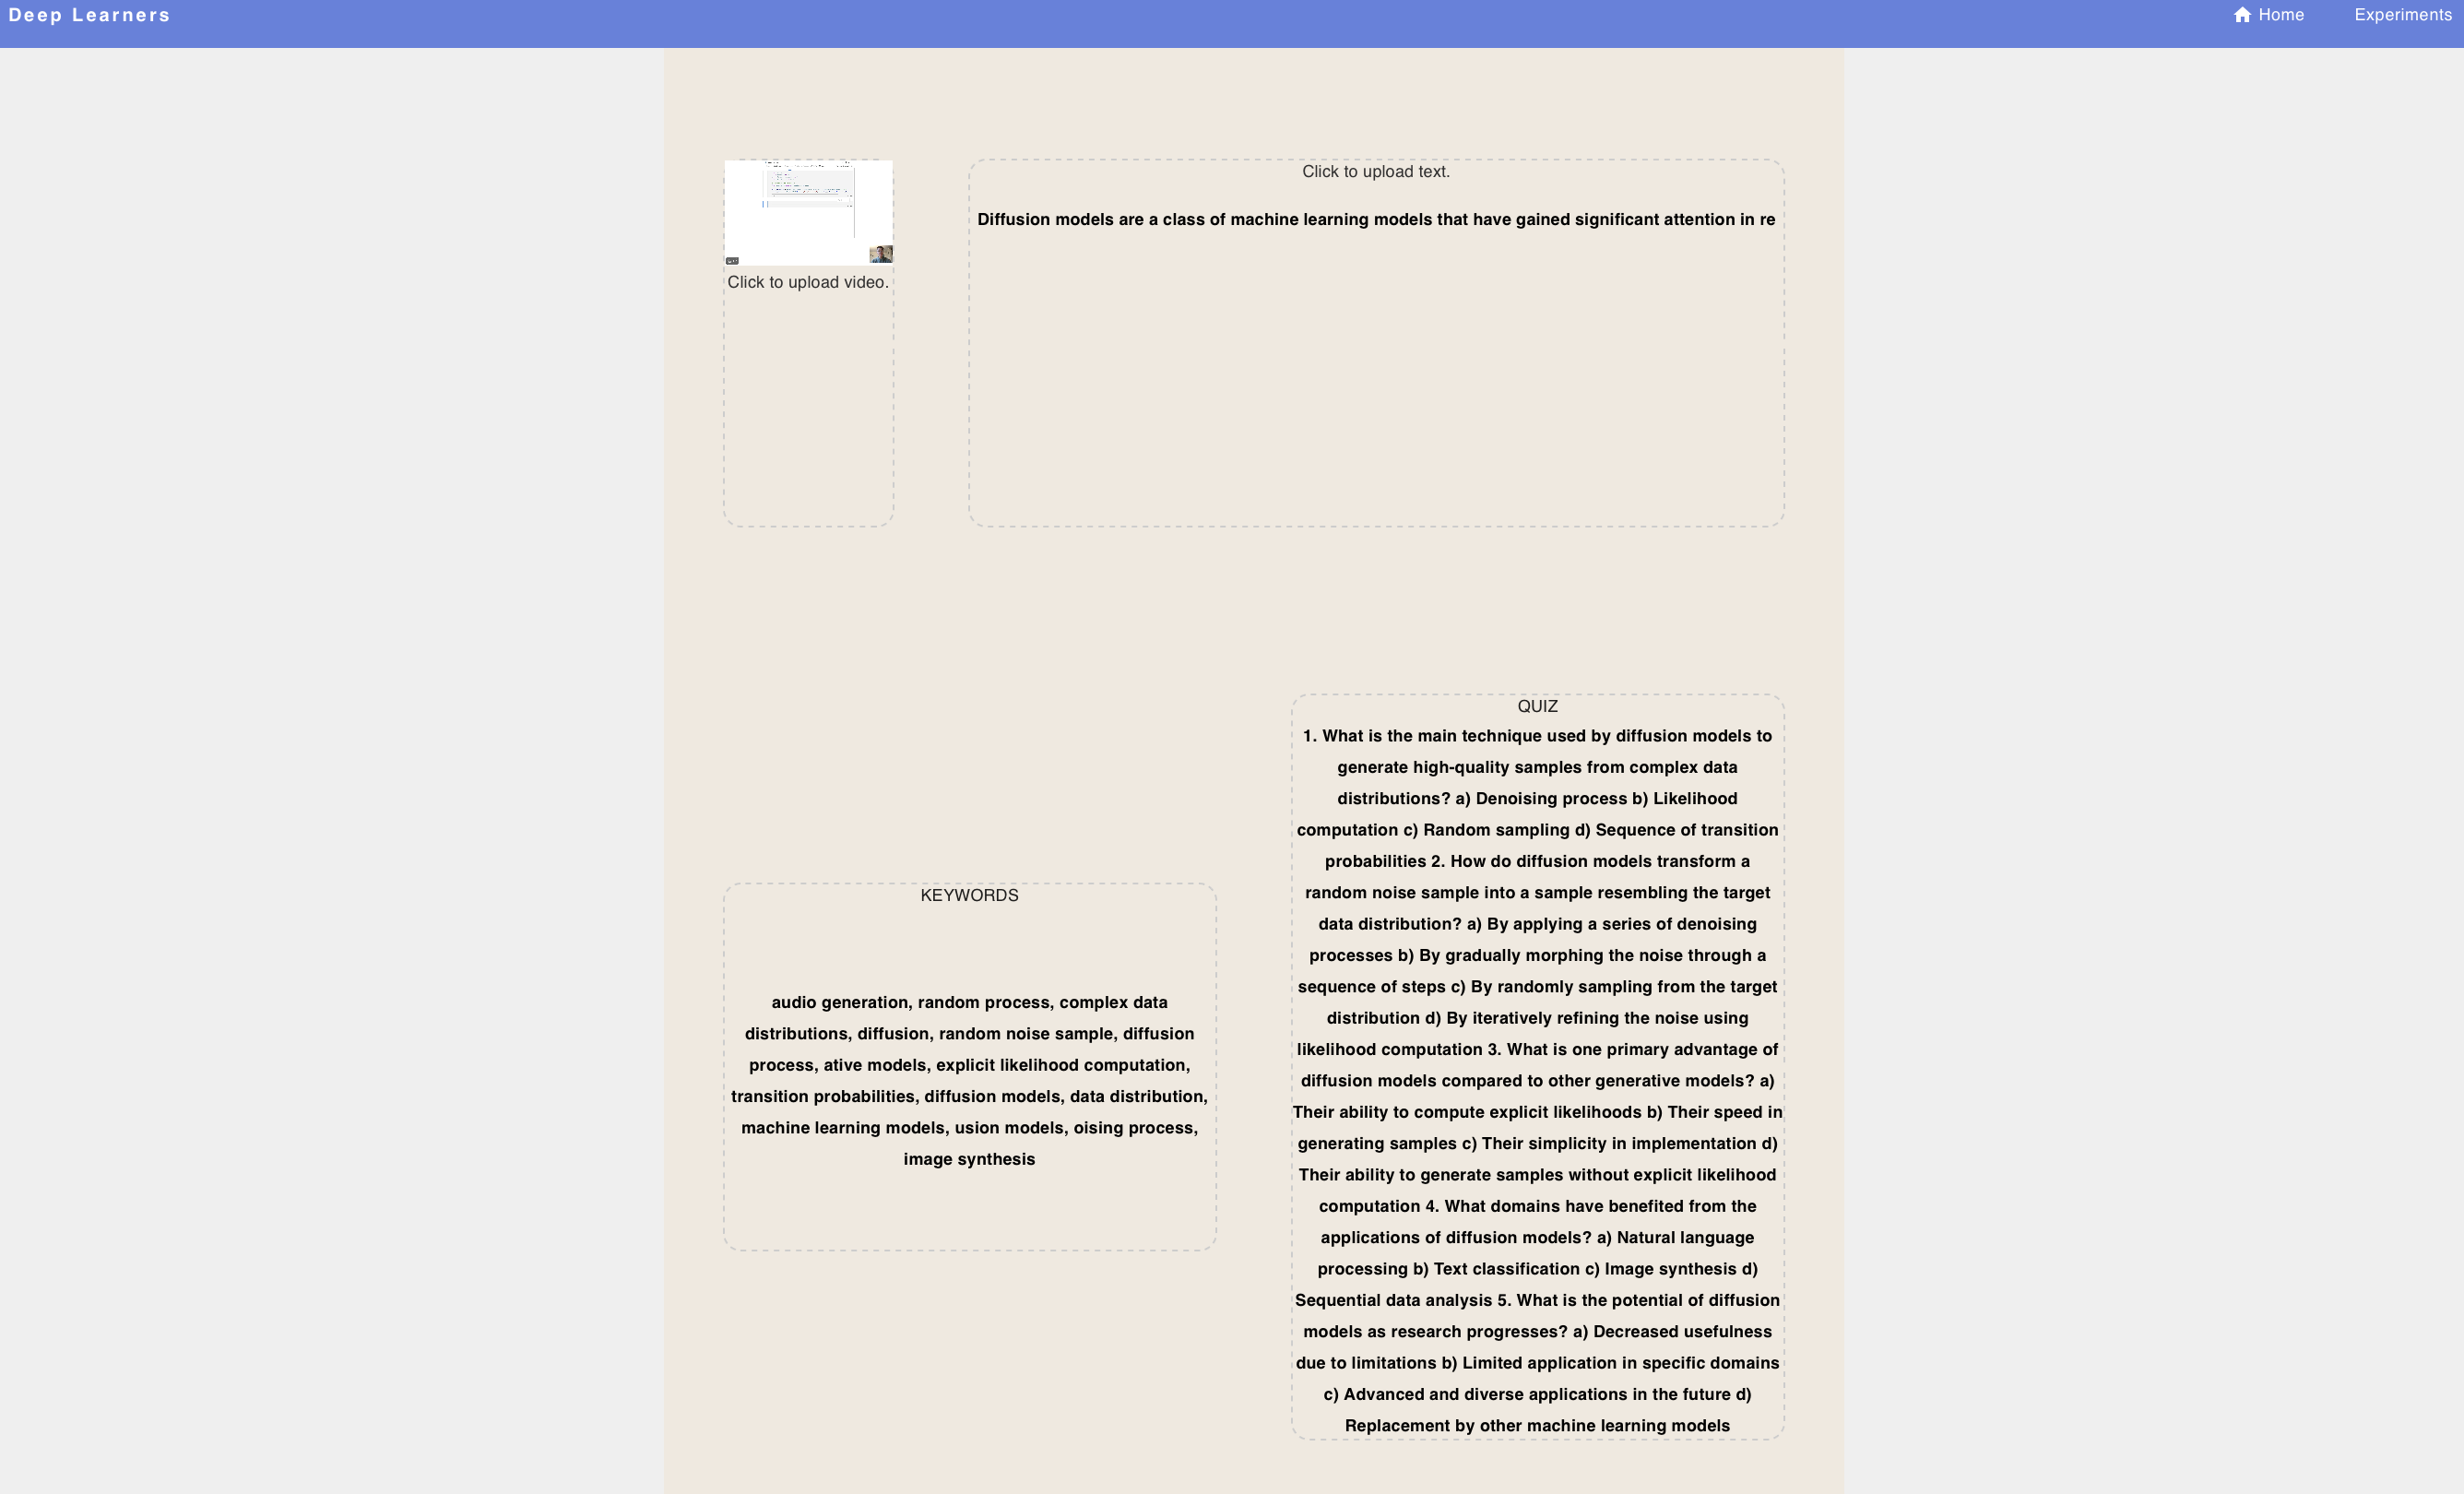 Deep Learners
Home
Experiments
Click to upload video.
Click to upload text.
Diffusion models are a class of machine learning models that have gained significant attention in re
KEYWORDS
audio generation, random process, complex data
distributions, diffusion, random noise sample, diffusion
process, ative models, explicit likelihood computation,
transition probabilities, diffusion models, data distribution,
machine learning models, usion models, oising process,
image synthesis
QUIZ
1. What is the main technique used by diffusion models to
generate high-quality samples from complex data
distributions? a) Denoising process b) Likelihood
computation c) Random sampling d) Sequence of transition
probabilities 2. How do diffusion models transform a
random noise sample into a sample resembling the target
data distribution? a) By applying a series of denoising
processes b) By gradually morphing the noise through a
sequence of steps c) By randomly sampling from the target
distribution d) By iteratively refining the noise using
likelihood computation 3. What is one primary advantage of
diffusion models compared to other generative models? a)
Their ability to compute explicit likelihoods b) Their speed in
generating samples c) Their simplicity in implementation d)
Their ability to generate samples without explicit likelihood
computation 4. What domains have benefited from the
applications of diffusion models? a) Natural language
processing b) Text classification c) Image synthesis d)
Sequential data analysis 5. What is the potential of diffusion
models as research progresses? a) Decreased usefulness
due to limitations b) Limited application in specific domains
c) Advanced and diverse applications in the future d)
Replacement by other machine learning models